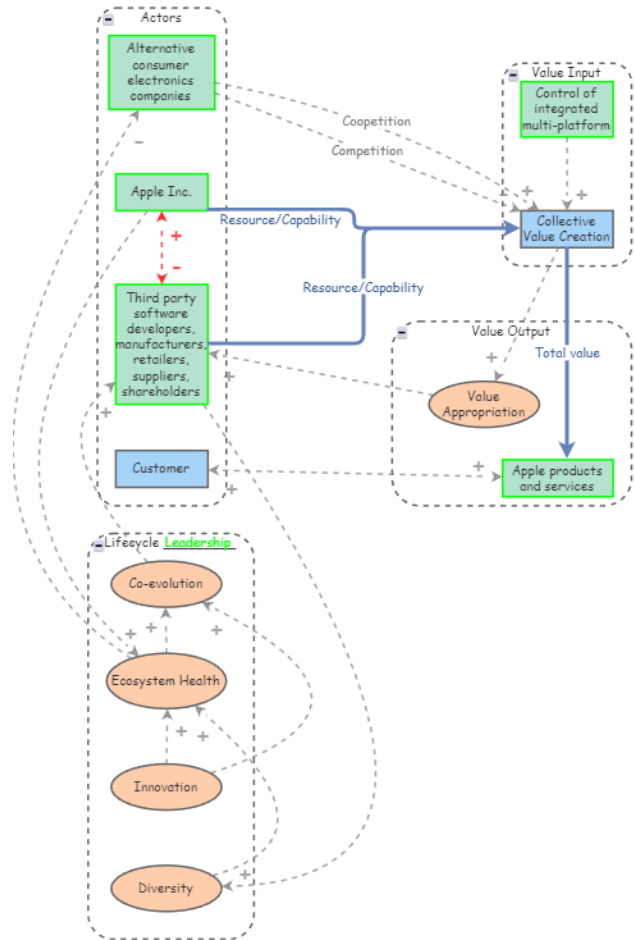 Actors
Alternative
consumer
electronics
companies
Value Input
Control of
integrated
multi-platform
Coopetition
Competition
–
+
+
Apple Inc.
Resource/Capability
Collective
Value Creation
+
–
Resource/Capability
Third party
software
developers,
manufacturers,
retailers,
suppliers,
shareholders
Value Output
+
Total value
+
Value
Appropriation
+
Customer
+
+
Apple products
and services
Lifecycle Leadership
Co-evolution
+
+
+
Ecosystem Health
+
+
Innovation
+
Diversity